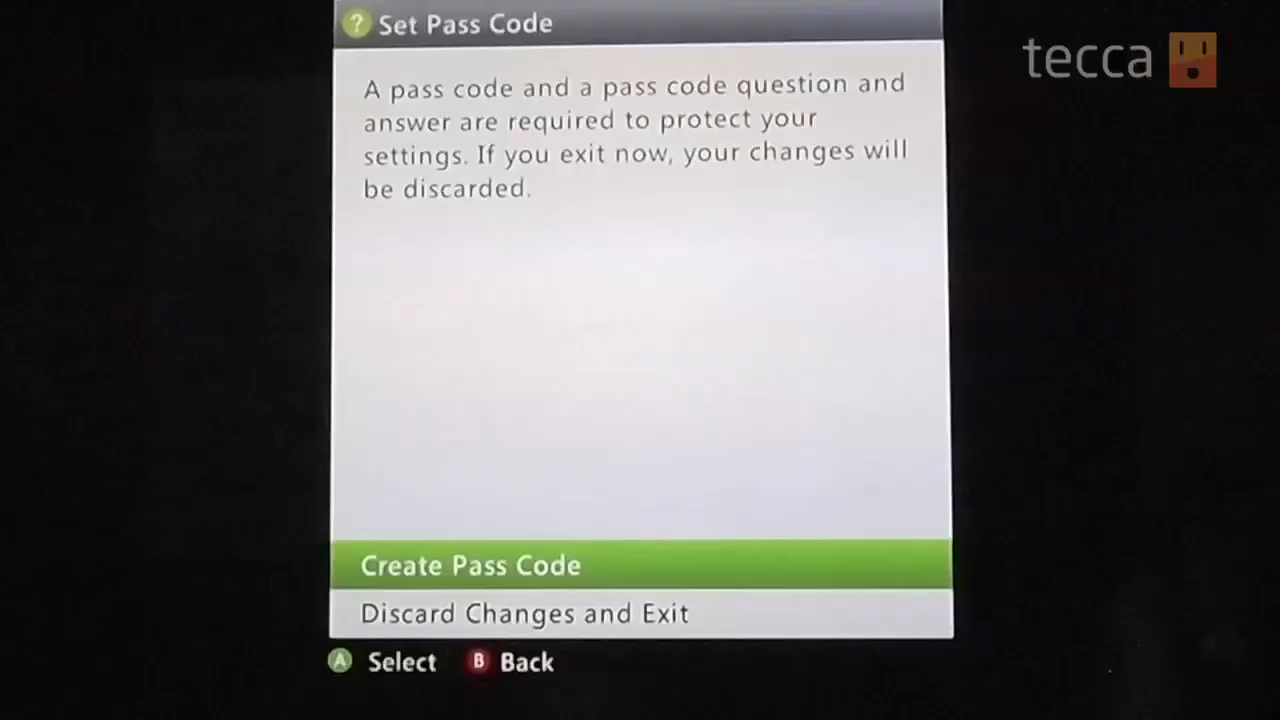 ? Set Pass Code
tecca
A pass code and a pass code question and
answer are required to protect your
settings. If you exit now, your changes will
be discarded.
Create Pass Code
Discard Changes and Exit
A Select B Back